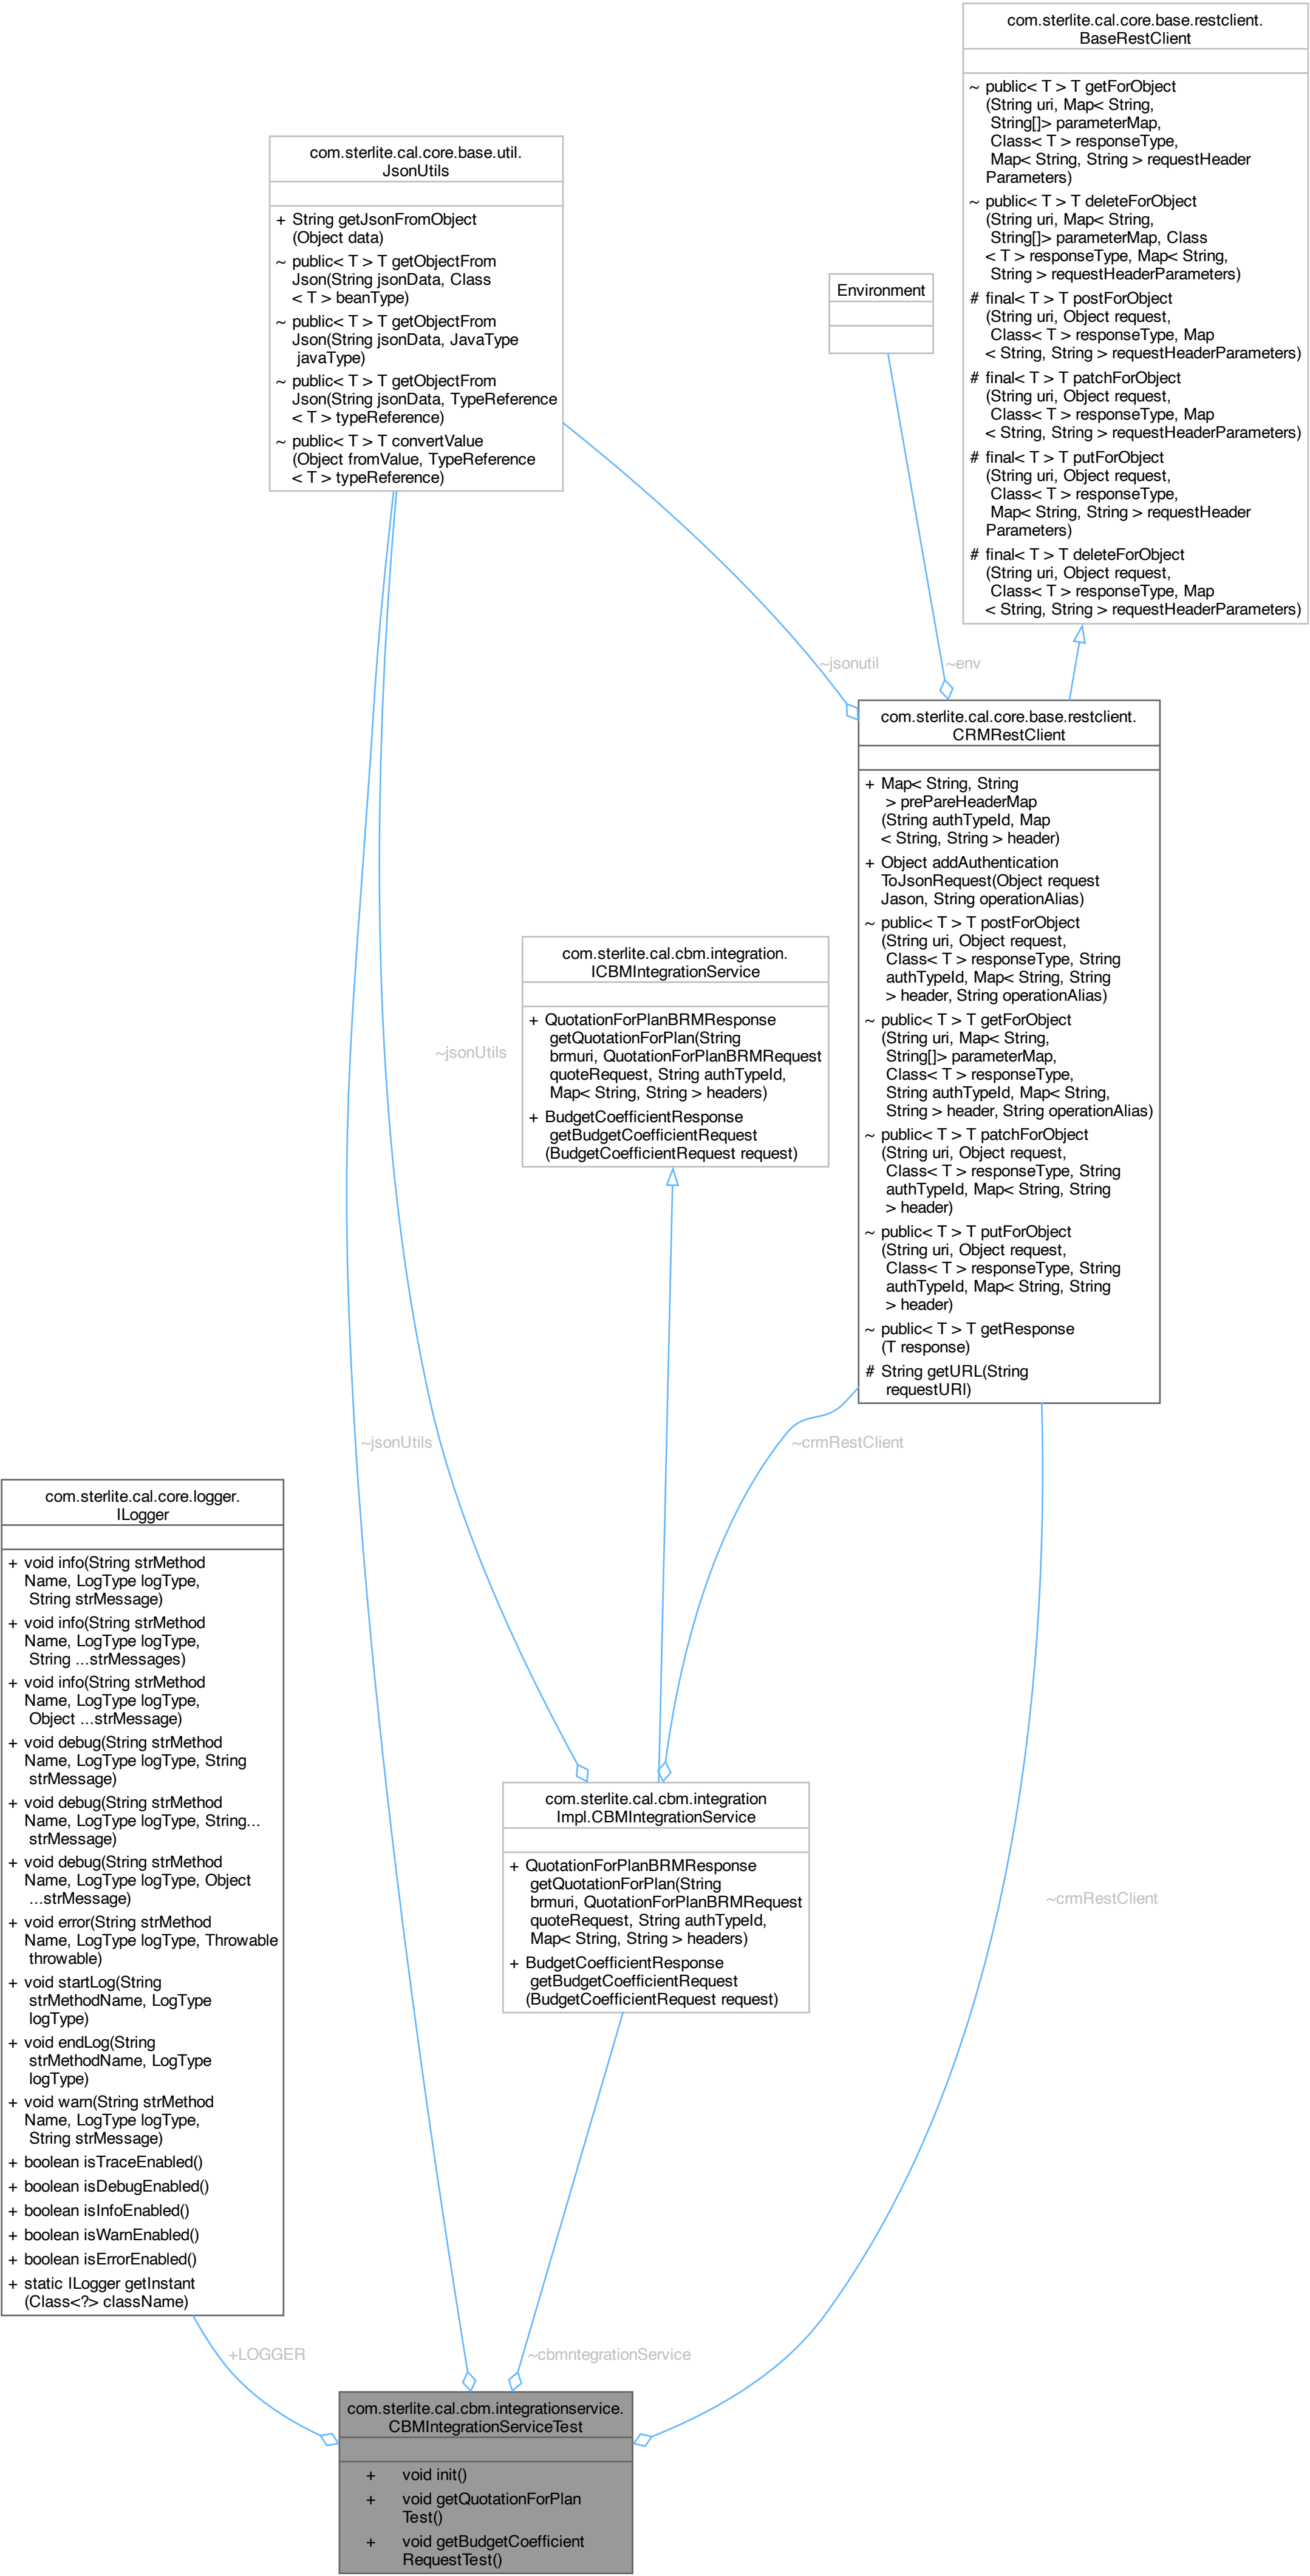 com.sterlite.cal.core.base.restclient.
BaseRestClient
~ public< T > T getForObject
(String uri, Map< String,
String[]> parameterMap,
Class< T > responseType,
Map< String, String > requestHeader
Parameters)
~ public< T > T deleteForObject
(String uri, Map< String,
String[]> parameterMap, Class
< T > responseType, Map< String,
String > requestHeaderParameters)
# final< T > T postForObject
(String uri, Object request,
Class< T > responseType, Map
< String, String > requestHeaderParameters)
# final< T > T patchForObject
(String uri, Object request,
Class< T > responseType, Map
< String, String > requestHeaderParameters)
# final< T > T putForObject
(String uri, Object request,
Class< T > responseType,
Map< String, String > requestHeader
Parameters)
# final< T > T deleteForObject
(String uri, Object request,
Class< T > responseType, Map
< String, String > requestHeaderParameters)
com.sterlite.cal.core.base.util.
JsonUtils
+ String getJsonFromObject
(Object data)
~ public< T > T getObjectFrom
Json(String jsonData, Class
< T > beanType)
~ public< T > T getObjectFrom
Json(String jsonData, JavaType
javaType)
~ public< T > T getObjectFrom
Json(String jsonData, TypeReference
< T > typeReference)
~ public< T > T convertValue
(Object fromValue, TypeReference
< T > typeReference)
Environment
~jsonutil
~env
com.sterlite.cal.core.base.restclient.
CRMRestClient
+ Map< String, String
> prePareHeaderMap
(String authTypeId, Map
< String, String > header)
+ Object addAuthentication
ToJsonRequest(Object request
Jason, String operationAlias)
~ public< T > T postForObject
(String uri, Object request,
Class< T > responseType, String
authTypeId, Map< String, String
> header, String operationAlias)
~ public< T > T getForObject
(String uri, Map< String,
String[]> parameterMap,
Class< T > responseType,
String authTypeId, Map< String,
String > header, String operationAlias)
~ public< T > T patchForObject
(String uri, Object request,
Class< T > responseType, String
authTypeId, Map< String, String
> header)
~ public< T > T putForObject
(String uri, Object request,
Class< T > responseType, String
authTypeId, Map< String, String
> header)
~ public< T > T getResponse
(T response)
# String getURL(String
requestURI)
com.sterlite.cal.cbm.integration.
ICBMIntegrationService
+ QuotationForPlanBRMResponse
getQuotationForPlan(String
brmuri, QuotationForPlanBRMRequest
quoteRequest, String authTypeId,
Map< String, String > headers)
+ BudgetCoefficientResponse
getBudgetCoefficientRequest
(BudgetCoefficientRequest request)
~jsonUtils
~jsonUtils
~crmRestClient
com.sterlite.cal.core.logger.
ILogger
+ void info(String strMethod
Name, LogType logType,
String strMessage)
+ void info(String strMethod
Name, LogType logType,
String ...strMessages)
+ void info(String strMethod
Name, LogType logType,
Object ...strMessage)
+ void debug(String strMethod
Name, LogType logType, String
strMessage)
+ void debug(String strMethod
Name, LogType logType, String...
strMessage)
+ void debug(String strMethod
Name, LogType logType, Object
...strMessage)
+ void error(String strMethod
Name, LogType logType, Throwable
throwable)
+ void startLog(String
strMethodName, LogType
logType)
+ void endLog(String
strMethodName, LogType
logType)
+ void warn(String strMethod
Name, LogType logType,
String strMessage)
+ boolean isTraceEnabled()
+ boolean isDebugEnabled()
+ boolean isInfoEnabled()
+ boolean isWarnEnabled()
+ boolean isErrorEnabled()
+ static ILogger getInstant
(Class<?> className)
com.sterlite.cal.cbm.integration
Impl.CBMIntegrationService
+ QuotationForPlanBRMResponse
getQuotationForPlan(String
brmuri, QuotationForPlanBRMRequest
quoteRequest, String authTypeId,
Map< String, String > headers)
+ BudgetCoefficientResponse
getBudgetCoefficientRequest
(BudgetCoefficientRequest request)
~crmRestClient
+LOGGER
~cbmntegrationService
com.sterlite.cal.cbm.integrationservice.
CBMIntegrationServiceTest
+ void init()
+ void getQuotationForPlan
Test()
+ void getBudgetCoefficient
RequestTest()